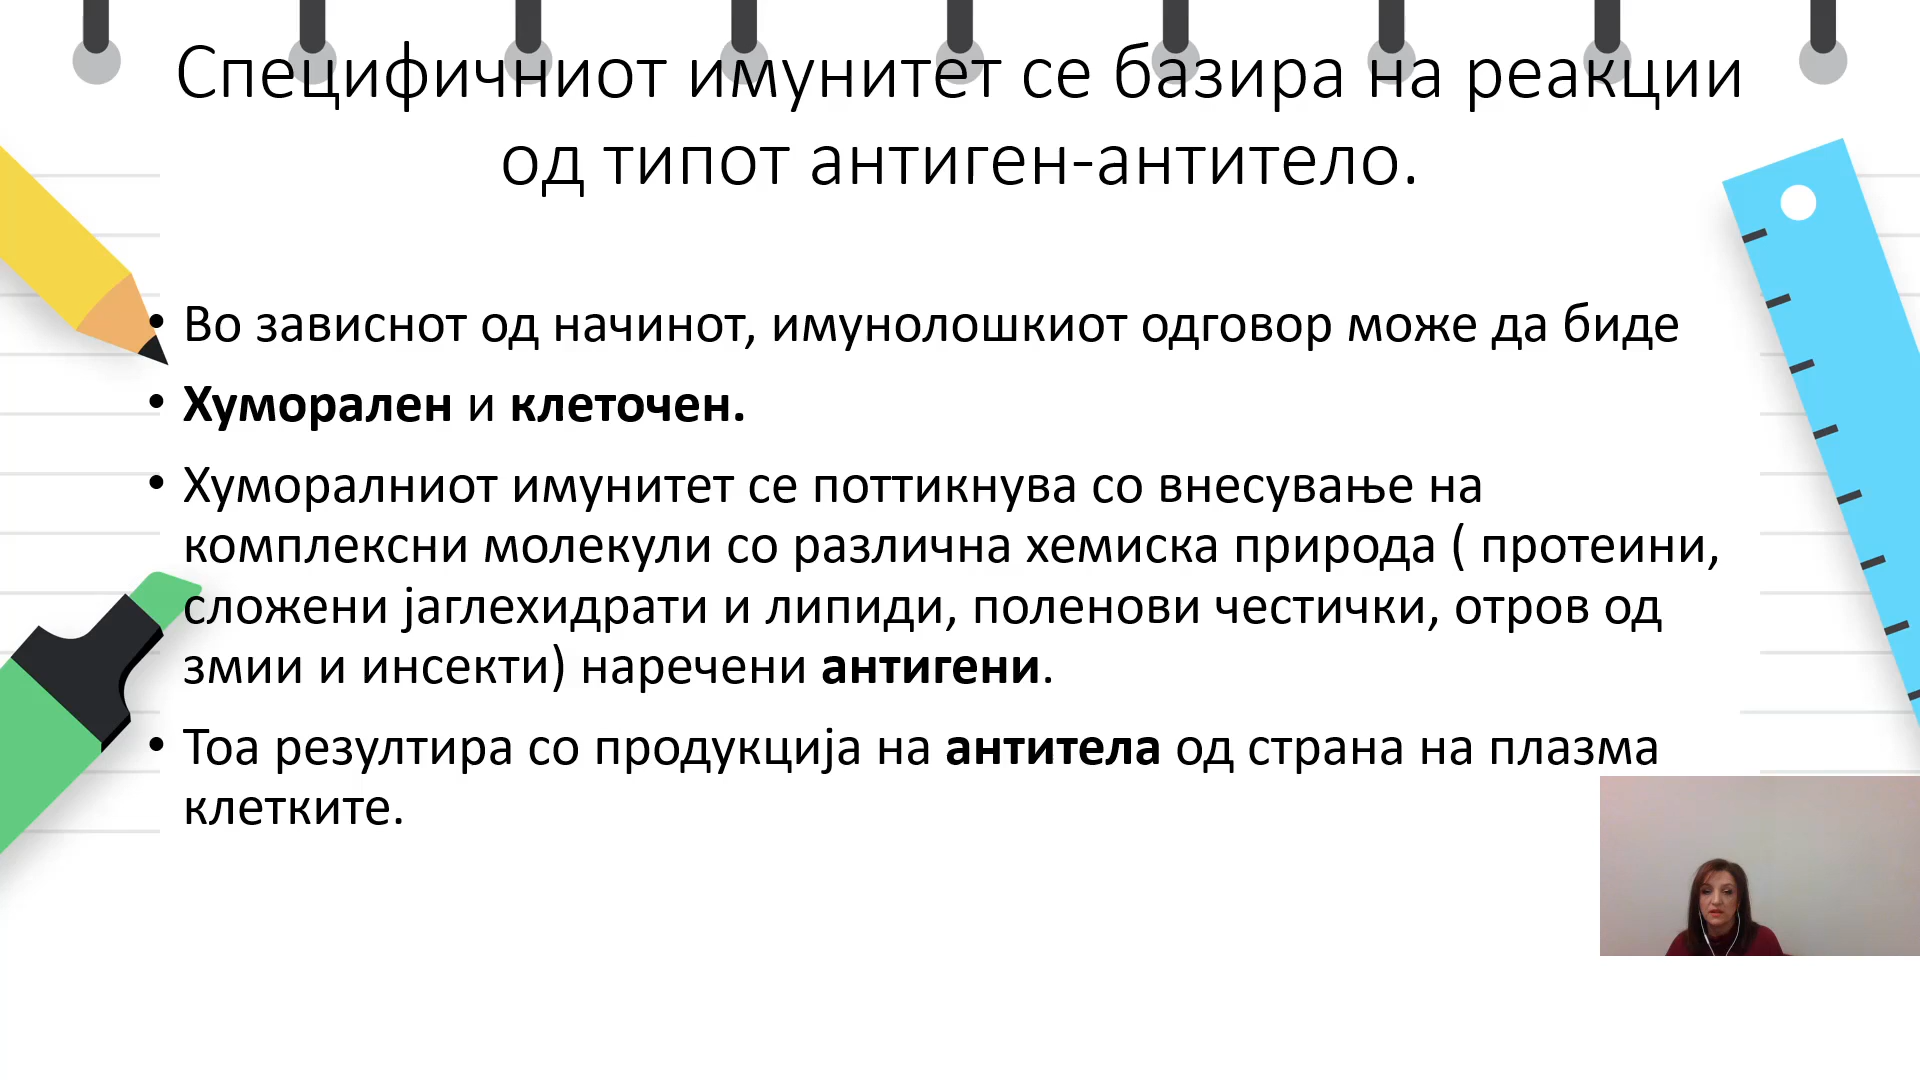 Специфичниот имунитет се базира на реакции
од типот антиген-антитело.
• Во зависнот од начинот, имунолошкиот одговор може да биде
• Хуморален и клеточен.
• Хуморалниот имунитет се поттикнува со внесување на
комплексни молекули со различна хемиска природа ( протеини,
сложени јаглехидрати и липиди, поленови честички, отров од
змии и инсекти) наречени антигени.
• Тоа резултира со продукција на антитела од страна на плазма
клетките.